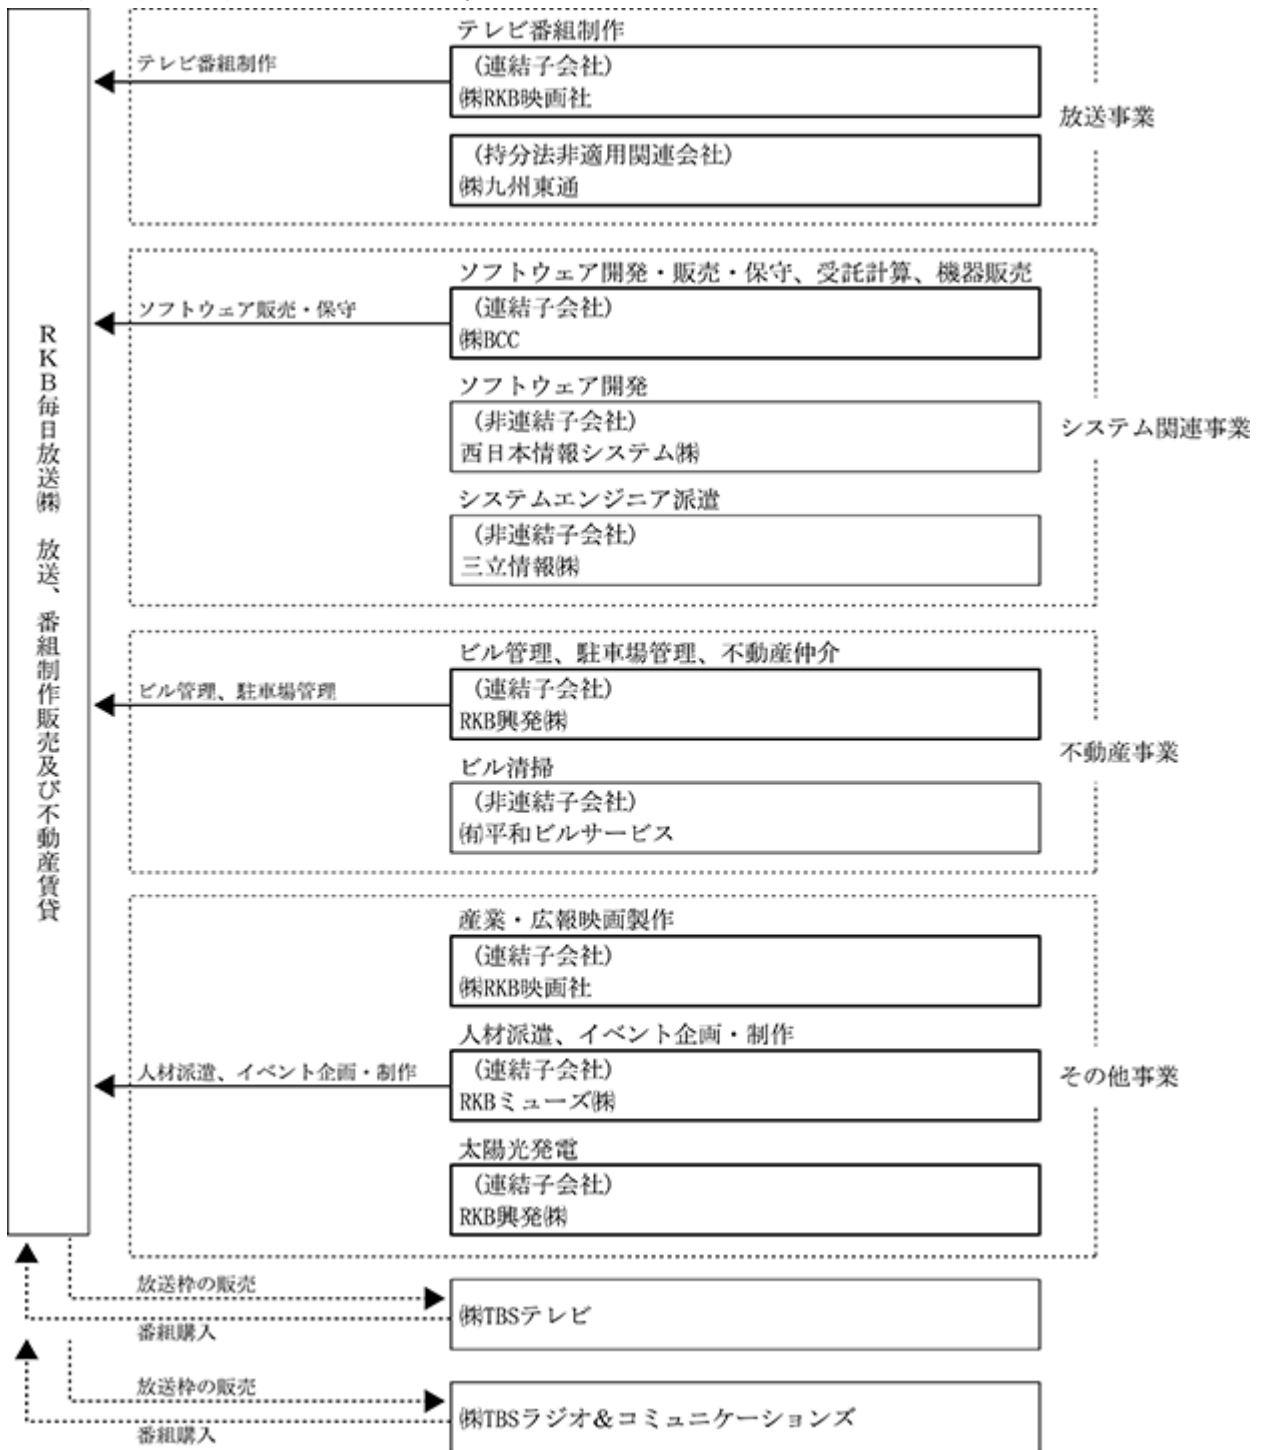 RKB毎日放送㈱　放送、番組制作販売及び不動産賃貸
テレビ番組制作
テレビ番組制作
（連結子会社）
㈱RKB映画社
（持分法非適用関連会社）
㈱九州東通
放送事業
ソフトウェア開発・販売・保守、受託計算、機器販売
ソフトウェア販売・保守
（連結子会社）
㈱BCC
ソフトウェア開発
（非連結子会社）
西日本情報システム㈱
システムエンジニア派遣
（非連結子会社）
三立情報㈱
システム関連事業
ビル管理、駐車場管理、不動産仲介
ビル管理、駐車場管理
（連結子会社）
RKB興発㈱
ビル清掃
（非連結子会社）
㈲平和ビルサービス
不動産事業
産業・広報映画製作
（連結子会社）
㈱RKB映画社
人材派遣、イベント企画・制作
人材派遣、イベント企画・制作
（連結子会社）
RKBミューズ㈱
太陽光発電
（連結子会社）
RKB興発㈱
その他事業
放送枠の販売
番組購入
㈱TBSテレビ
放送枠の販売
番組購入
㈱TBSラジオ＆コミュニケーションズ